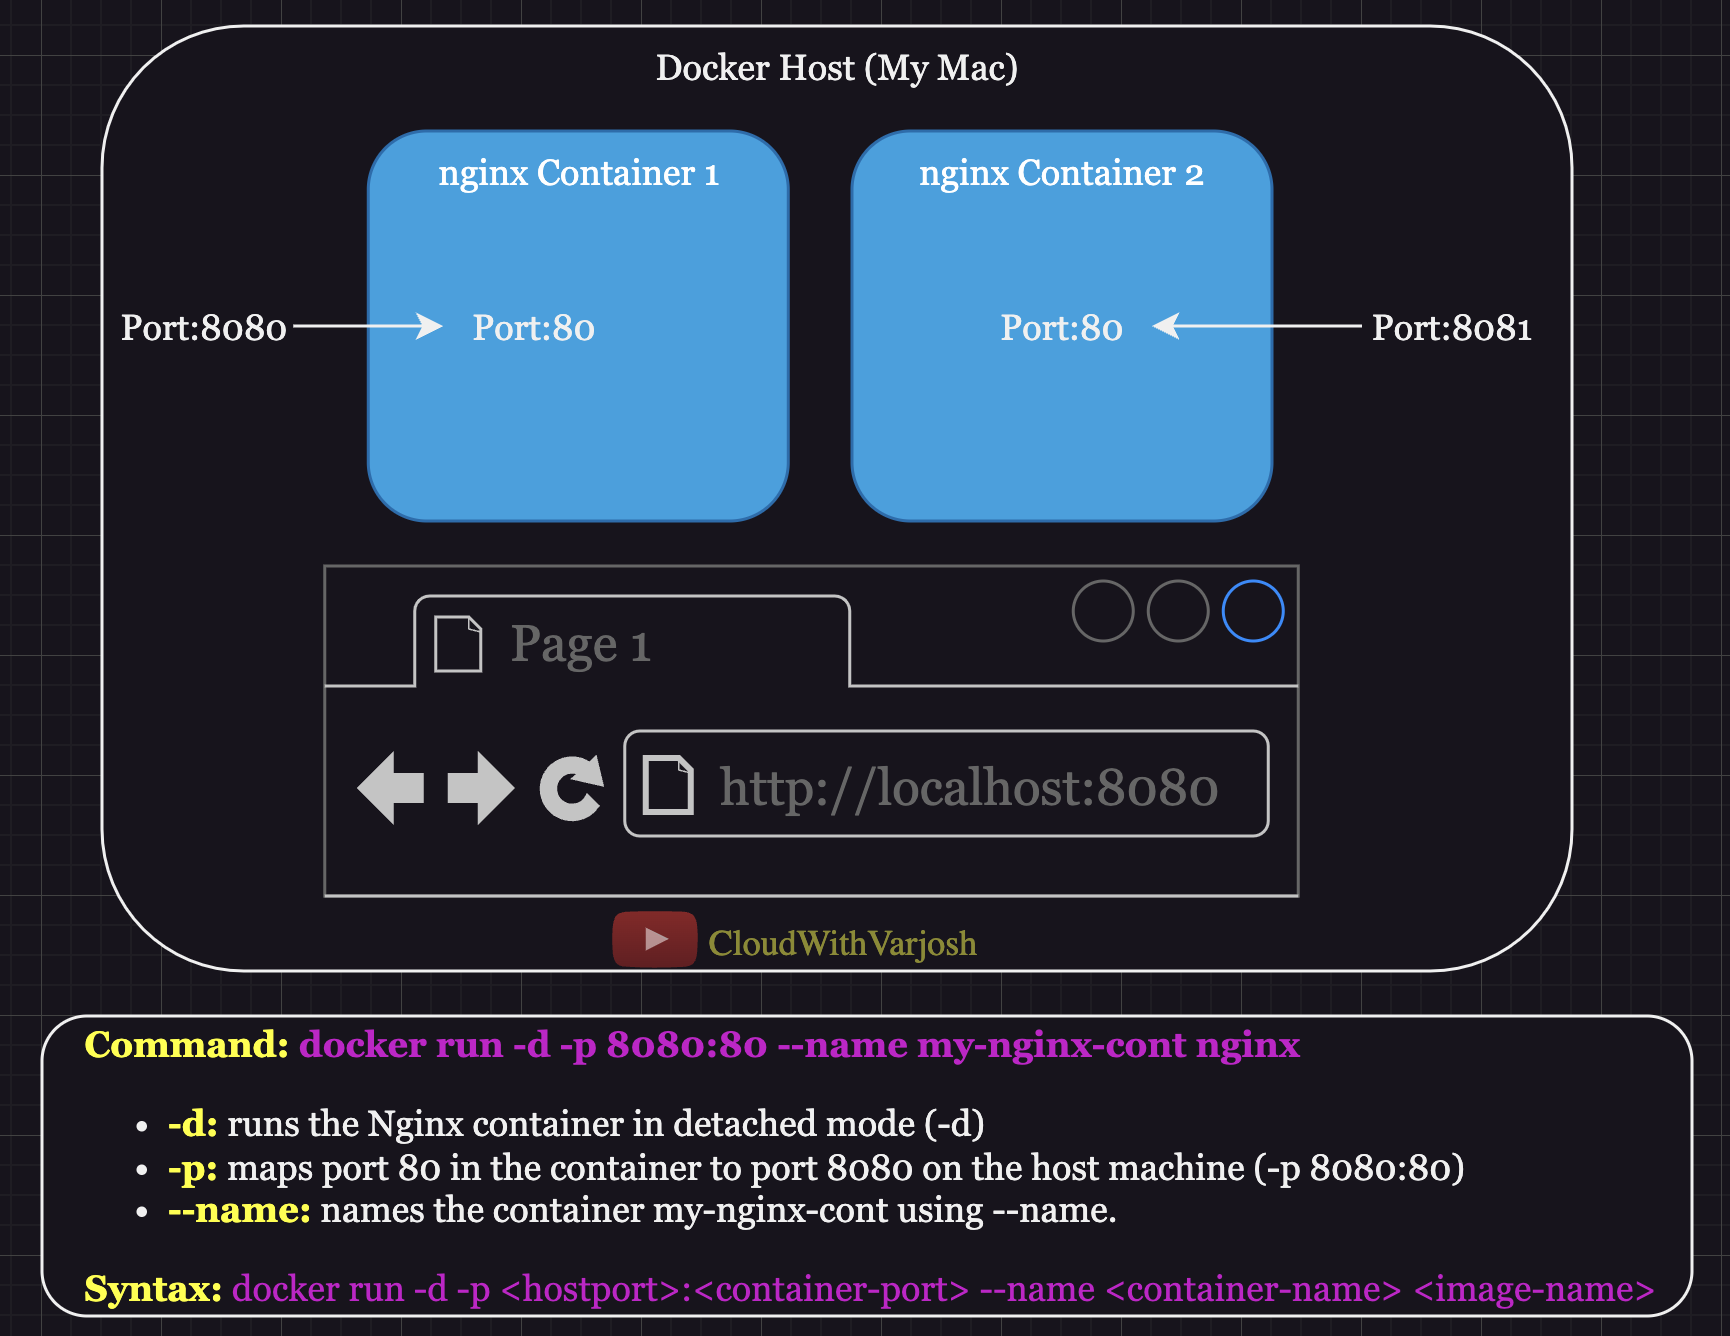 Docker Host (My Mac)
nginx Container 1
nginx Container 2
Port:8080
Port:80
Port:80
Port:8081
Page 1
http://localhost:8080
CloudWithVarjosh
Command: docker run -d -p 8080:80 --name my-nginx-cont nginx
• -d: runs the Nginx container in detached mode (-d)
• -p: maps port 80 in the container to port 8080 on the host machine (-p 8080:80)
• --name: names the container my-nginx-cont using --name.
Syntax: docker run -d -p <hostport>:<container-port> --name <container-name> <image-name>